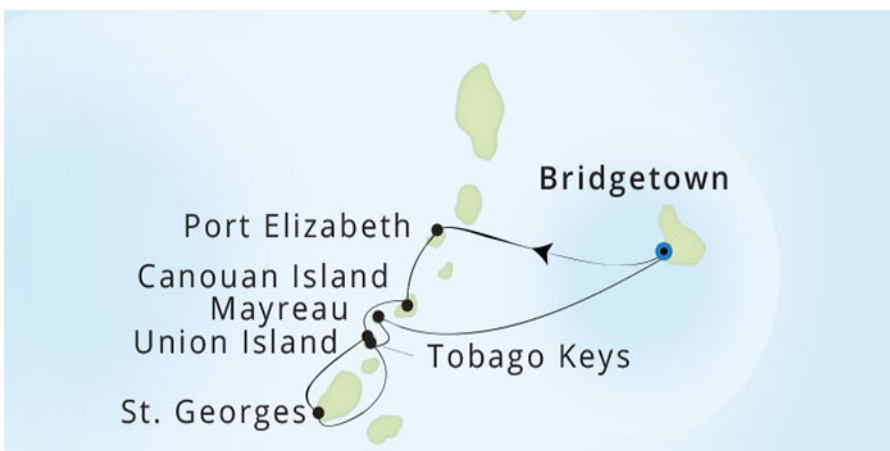 Bridgetown
Port Elizabeth
Canouan Island
Mayreau
Union Island
Tobago Keys
St. Georges